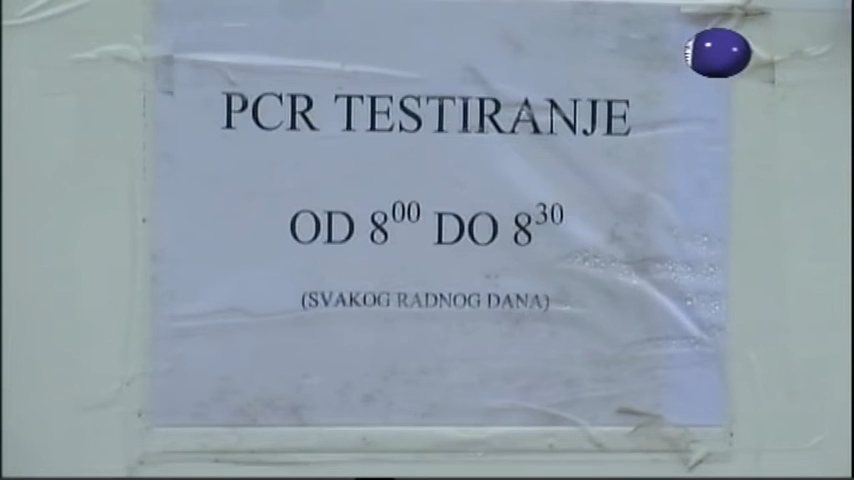 PCR TESTIRANJE
OD 8⁰⁰ DO 8³⁰
(SVAKOG RADNOG DANA)